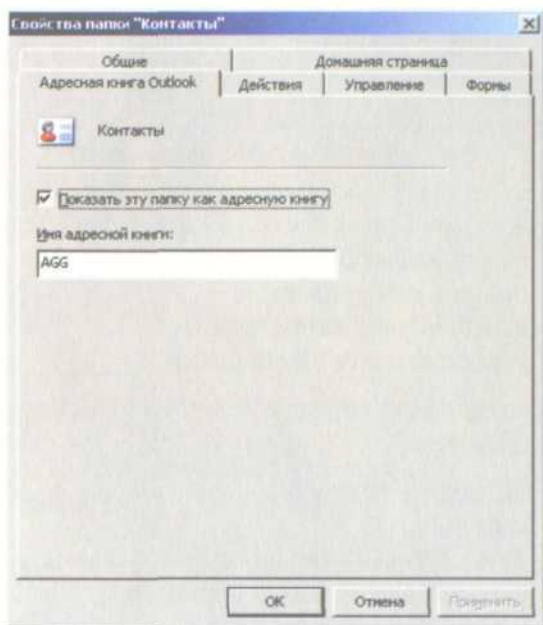 Свойства папки "Контакты"
Общие
Домашняя страница
Адресная книга Outlook
Действия
Управление
Формы
Контакты
Показать эту папку как адресную книгу
Имя адресной книги:
AGG
ОК
Отмена
Применить